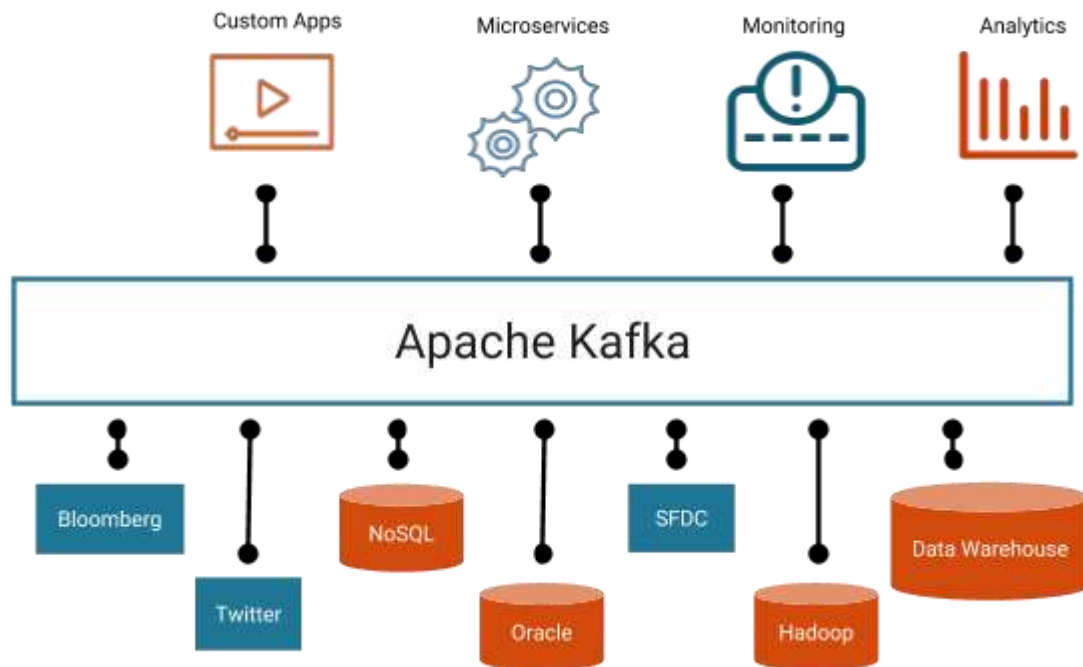 Custom Apps
Microservices
Monitoring
Analytics
Apache Kafka
Bloomberg
Twitter
NoSQL
Oracle
SFDC
Hadoop
Data Warehouse